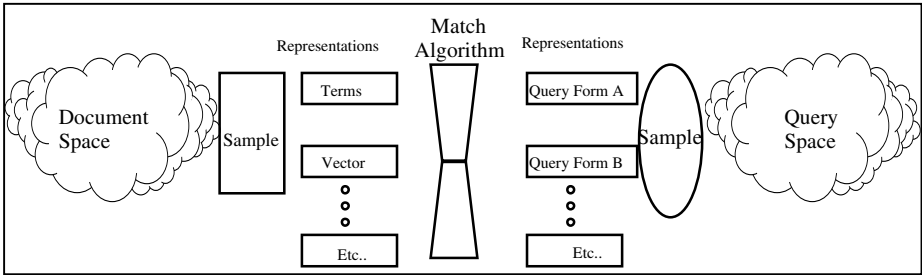 Document
Space
Sample
Representations
Terms
Vector
Etc..
Match
Algorithm
Representations
Query Form A
Query Form B
Etc..
Sample
Query
Space